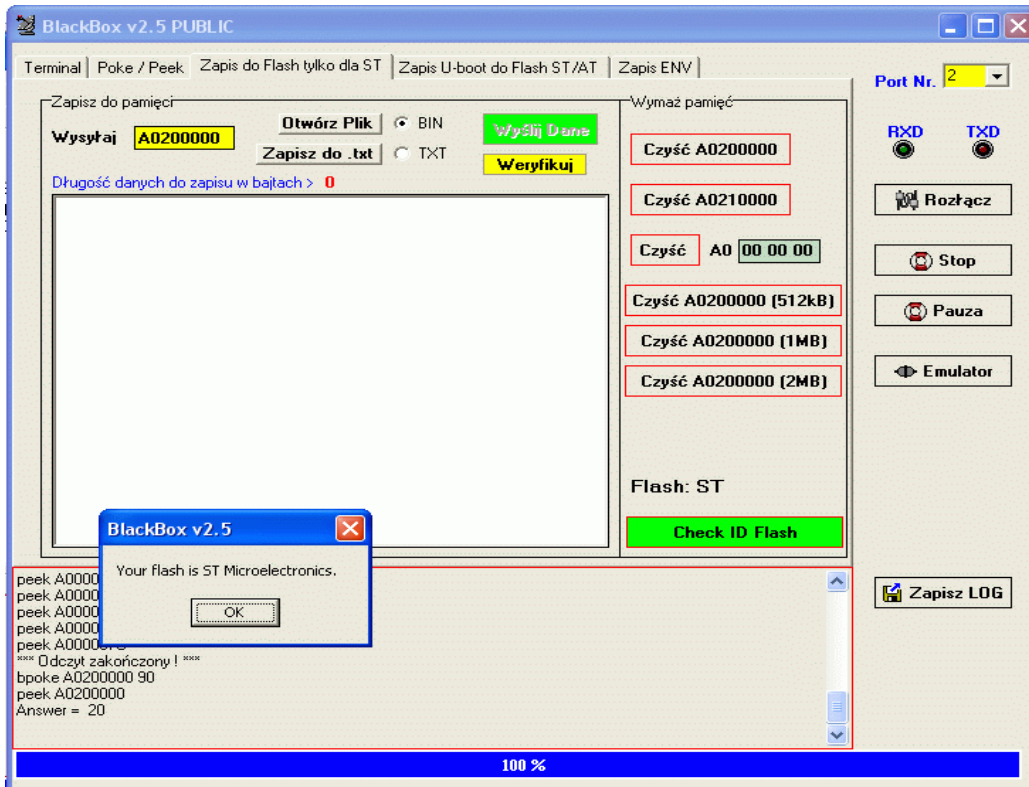 BlackBox v2.5 PUBLIC
Terminal
Poke / Peek
Zapis do Flash tylko dla ST
Zapis U-boot do Flash ST/AT
Zapis ENV
Port Nr. 2
Zapisz do pamięci
Wysyłaj A0200000
Otwórz Plik
BIN
Wyślij Dane
Zapisz do .txt
TXT
Weryfikuj
Długość danych do zapisu w bajtach > 0
Wymaż pamięć
Czyść A0200000
Czyść A0210000
Czyść A0 00 00 00
Czyść A0200000 (512kB)
Czyść A0200000 (1MB)
Czyść A0200000 (2MB)
Flash: ST
Check ID Flash
RXD TXD
Rozłącz
Stop
Pauza
Emulator
Zapisz LOG
BlackBox v2.5
Your flash is ST Microelectronics.
OK
peek A0000
peek A0000
peek A0000
peek A0000
*** Odczyt zakończony ! ***
bpoke A0200000 90
peek A0200000
Answer = 20
100 %